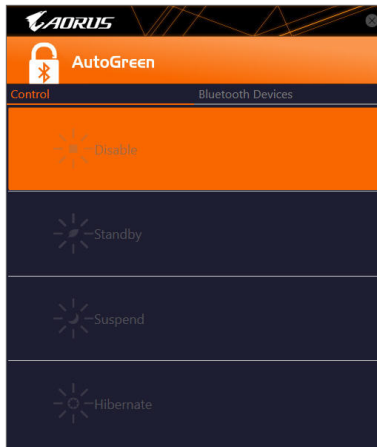 AORUS
AutoGreen
Control Bluetooth Devices
Disable
Standby
Suspend
Hibernate